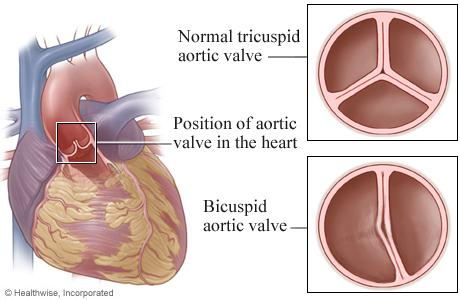 Normal tricuspid
aortic valve
Position of aortic
valve in the heart
Bicuspid
aortic valve
© Healthwise, Incorporated